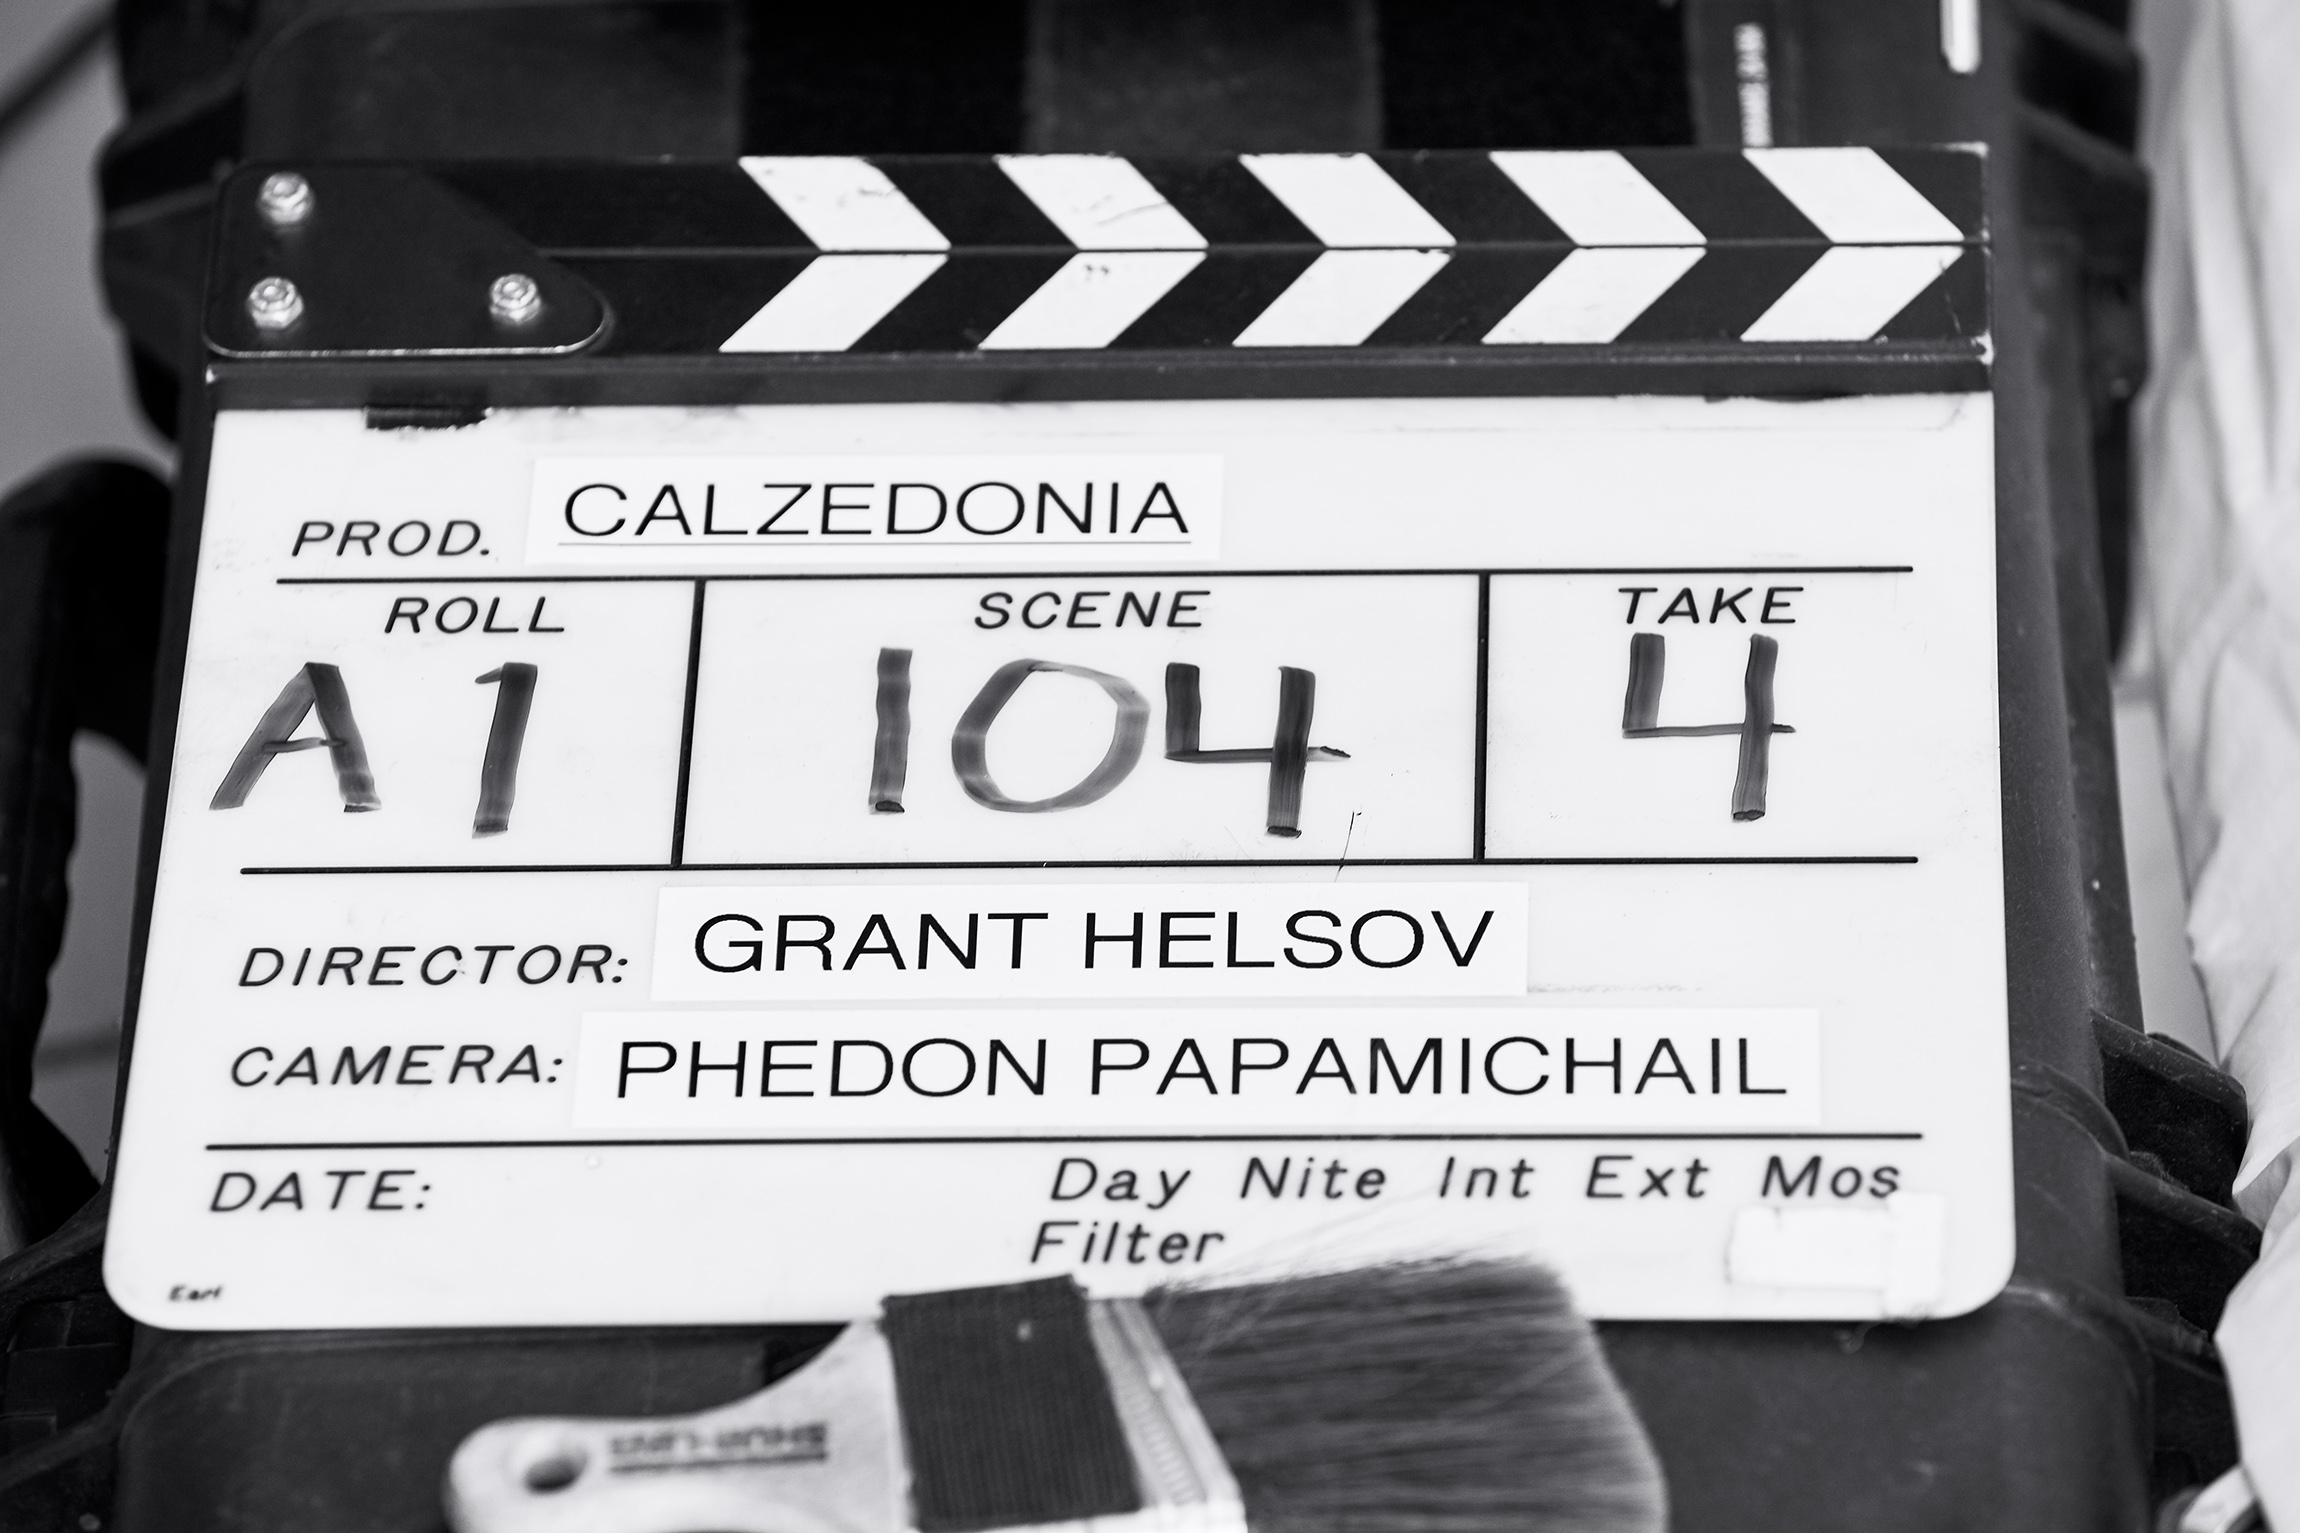 PROD. CALZEDONIA
ROLL SCENE TAKE
A1 104 4
DIRECTOR: GRANT HELSOV
CAMERA: PHEDON PAPAMICHAIL
DATE: Day Nite Int Ext Mos
Filter
Earl